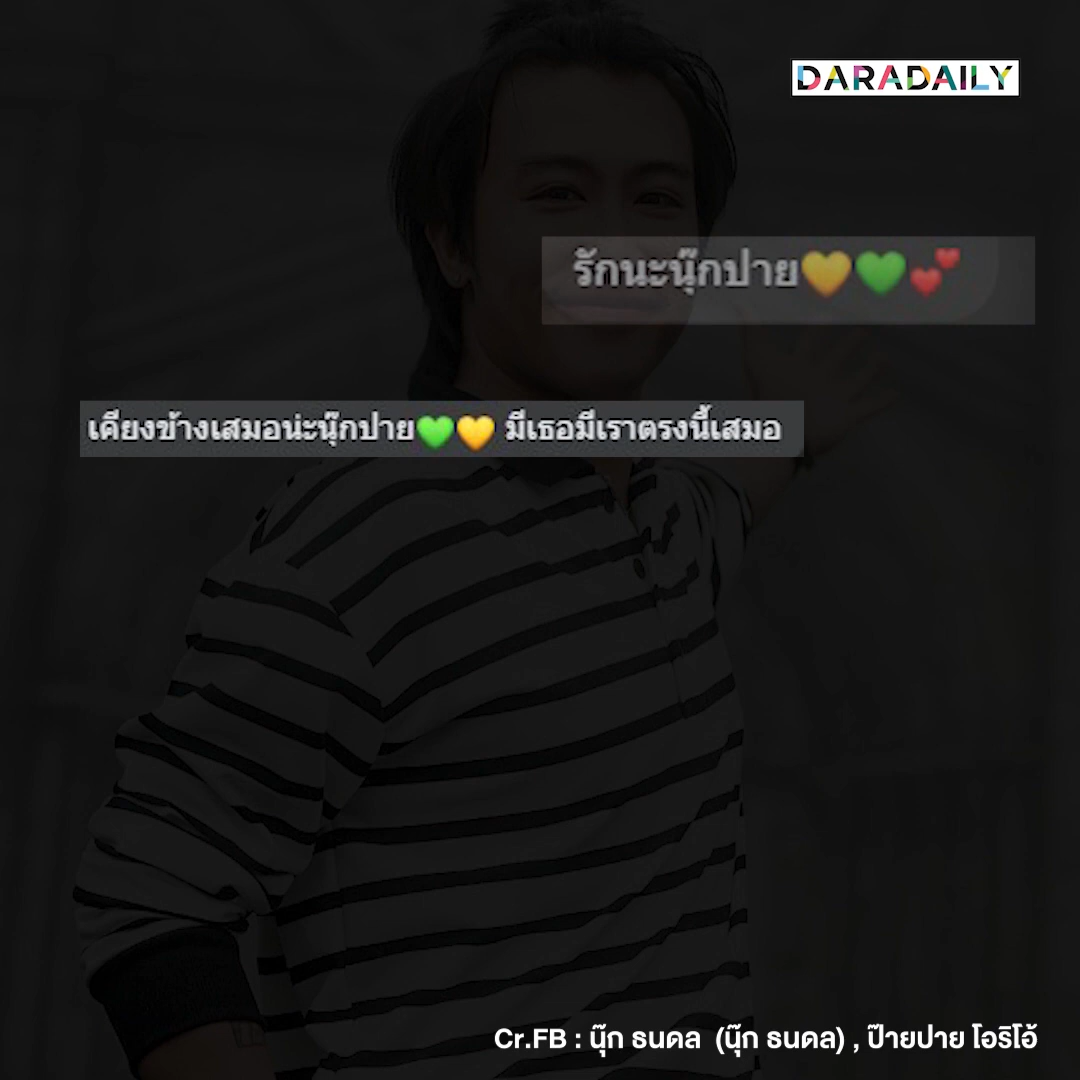 DARADAILY
รักนะนุ๊กปาย💛💚💕
เคียงข้างเสมอน่ะนุ๊กปาย💚💛 มีเธอมีเราตรงนี้เสมอ
Cr.FB : นุ๊ก ธนดล (นุ๊ก ธนดล) , ป๊ายปาย โอริโอ้